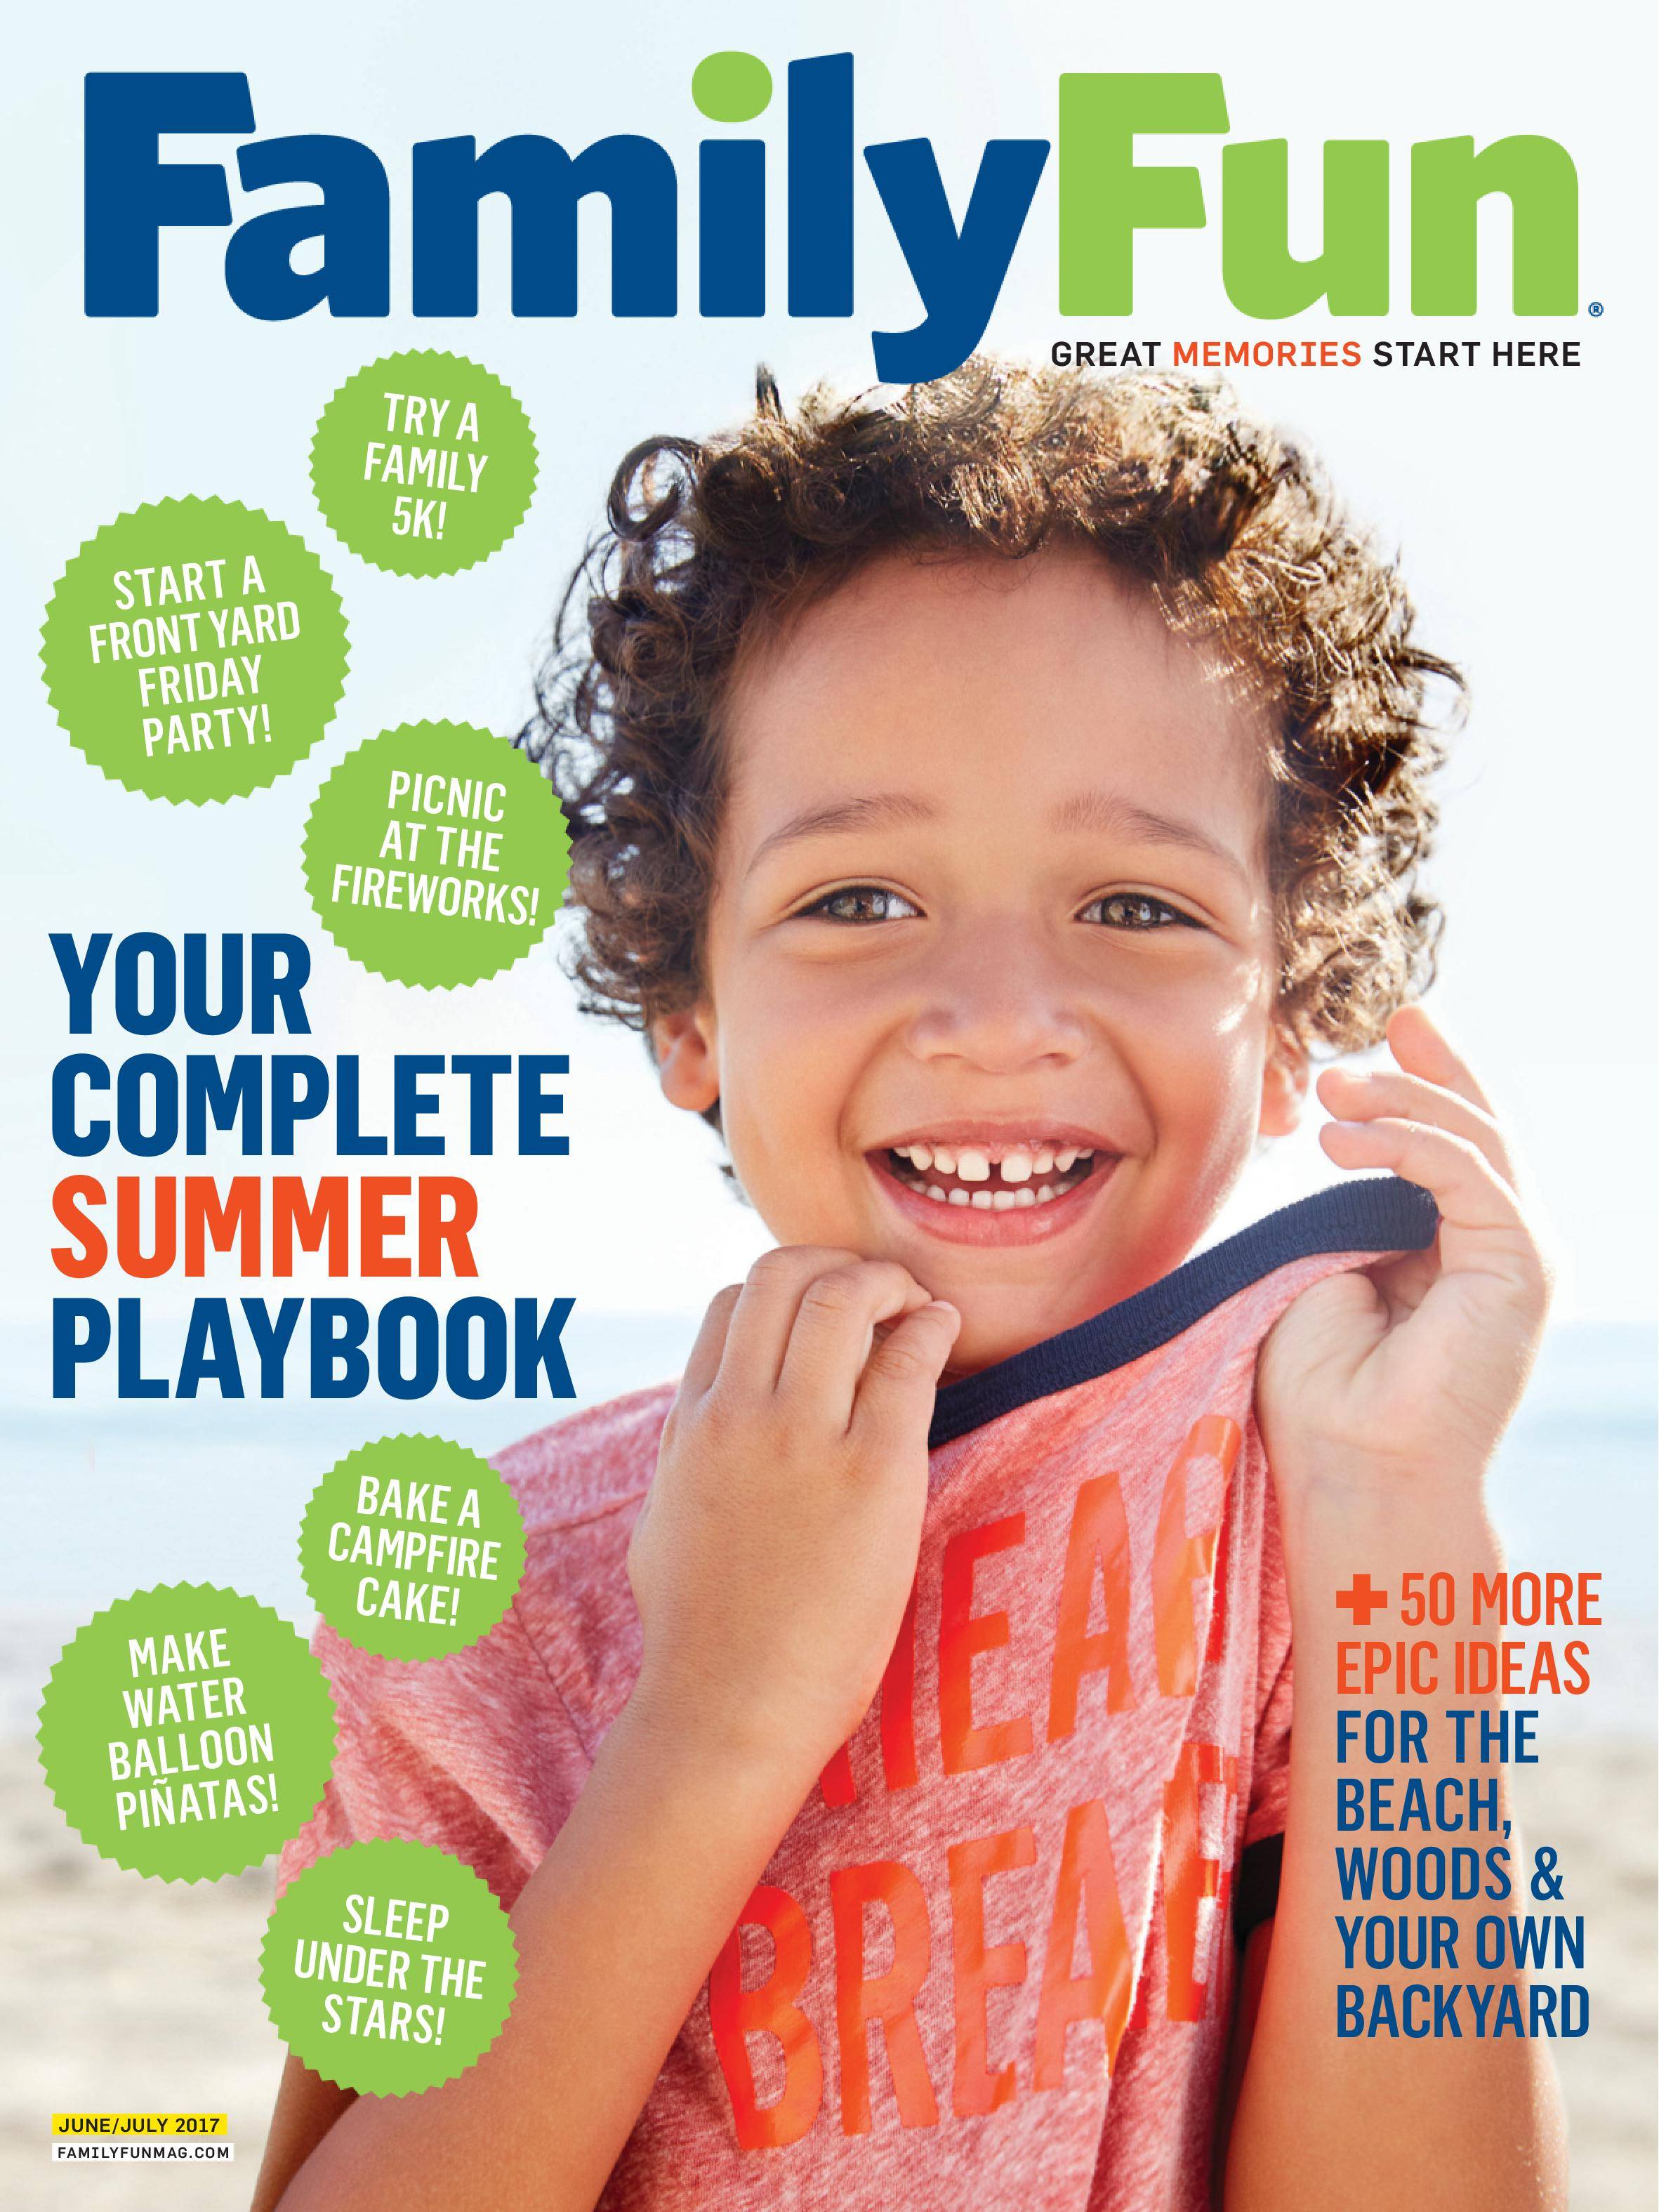 FamilyFun®
GREAT MEMORIES START HERE
TRY A
FAMILY
5K!
START A
FRONT YARD
FRIDAY
PARTY!
PICNIC
AT THE
FIREWORKS!
YOUR
COMPLETE
SUMMER
PLAYBOOK
BAKE A
CAMPFIRE
CAKE!
MAKE
WATER
BALLOON
PIÑATAS!
SLEEP
UNDER THE
STARS!
+ 50 MORE
EPIC IDEAS
FOR THE
BEACH,
WOODS &
YOUR OWN
BACKYARD
JUNE/JULY 2017
FAMILYFUNMAG.COM